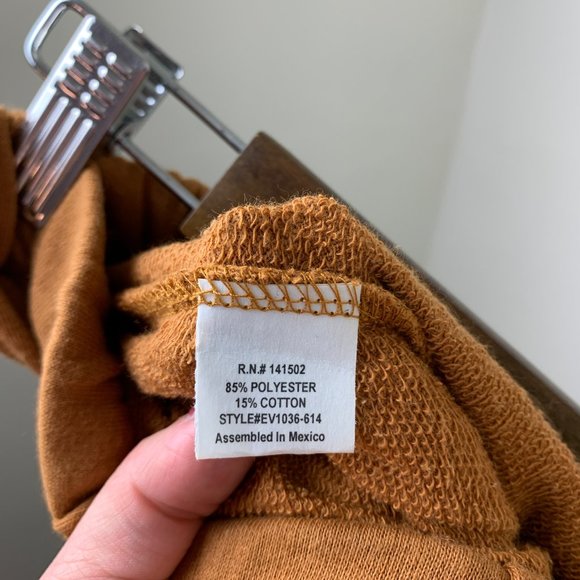 R.N.# 141502
85% POLYESTER
15% COTTON
STYLE#EV1036-614
Assembled In Mexico